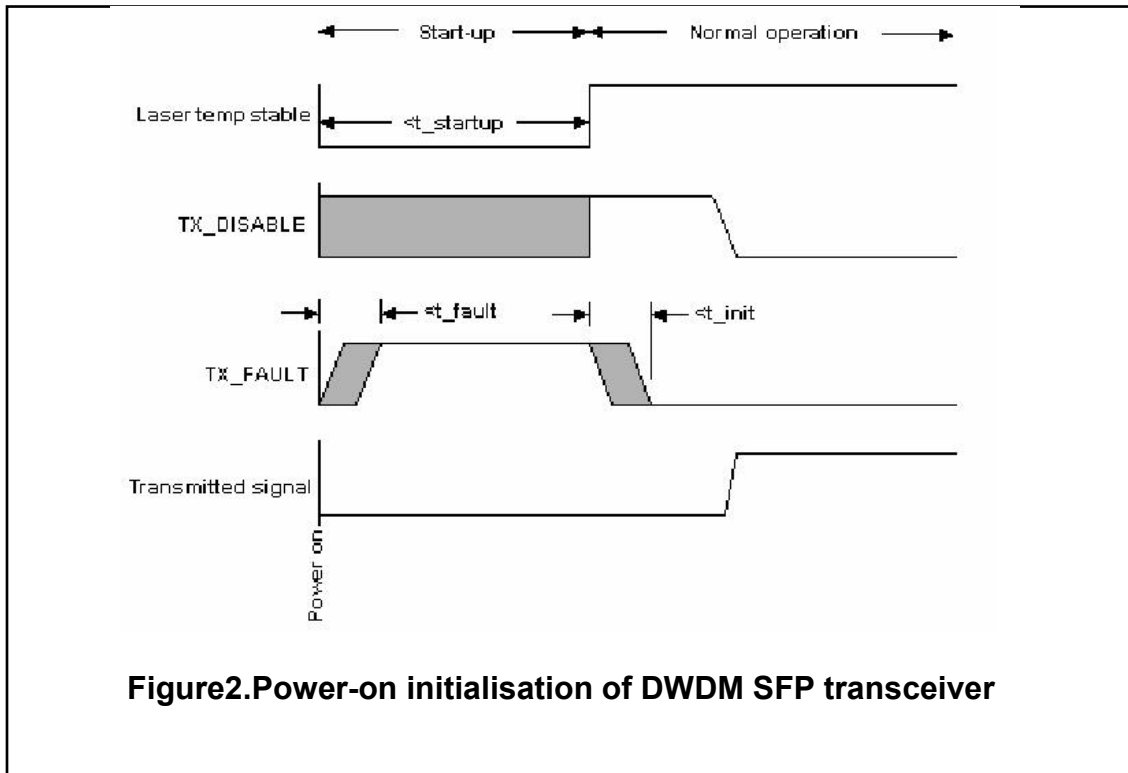 Start-up
Normal operation
Laser temp stable
<t_startup
TX_DISABLE
<t_fault
<t_init
TX_FAULT
Transmitted signal
Power on
Figure2.Power-on initialisation of DWDM SFP transceiver